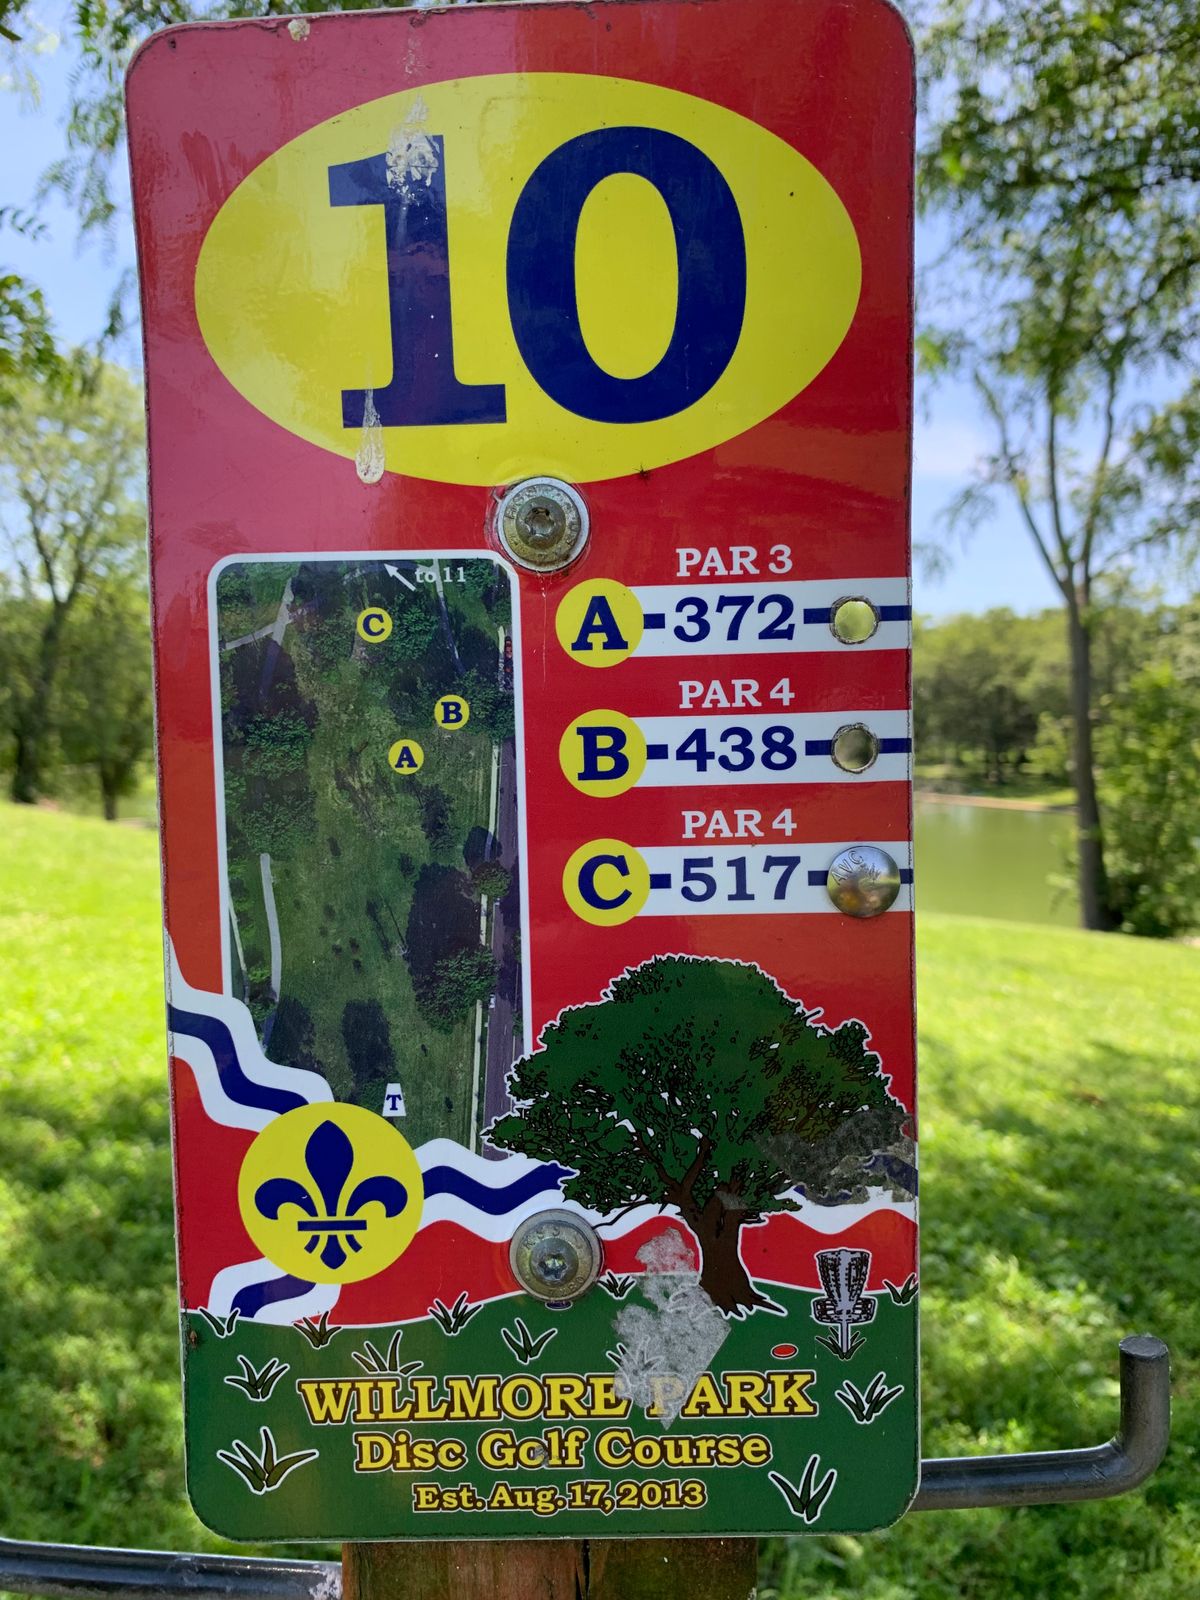 10
to 11
C
B
A
T
PAR 3
A-372
PAR 4
B-438
PAR 4
C-517
WILLMORE PARK
Disc Golf Course
Est. Aug. 17, 2013